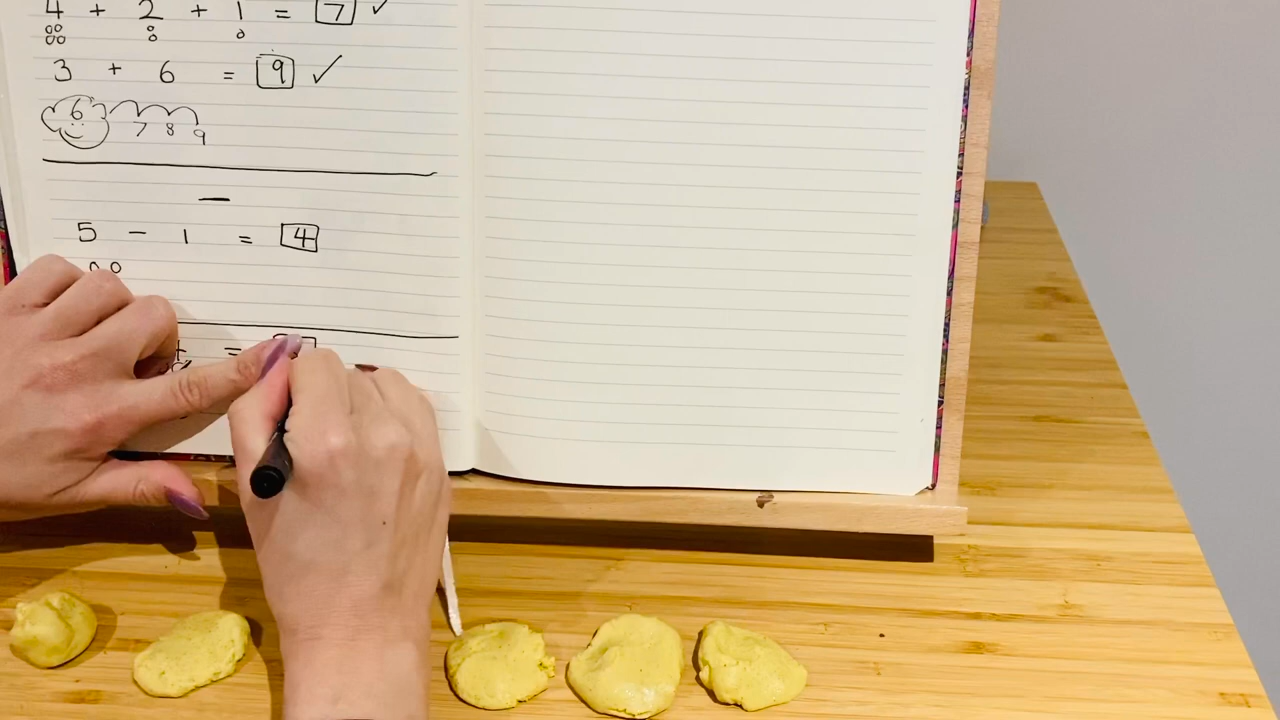 4 + 2 + 1 = 7 ✓
3 + 6 = 9 ✓
6 7 8 9
−
5 − 1 = 4
+ =